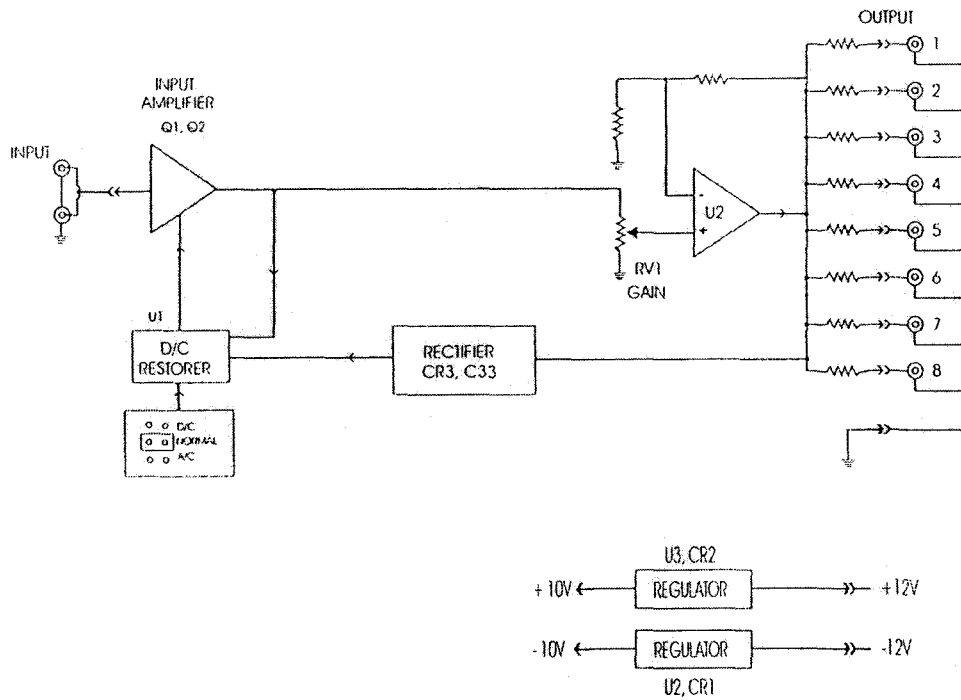 OUTPUT
1
2
3
4
5
6
7
8
INPUT
AMPLIFIER
Q1, Q2
INPUT
U2
-
+
RV1
GAIN
U1
D/C
RESTORER
RECTIFIER
CR3, C33
D/C
NORMAL
A/C
U3, CR2
+10V
REGULATOR
+12V
-10V
REGULATOR
-12V
U2, CR1